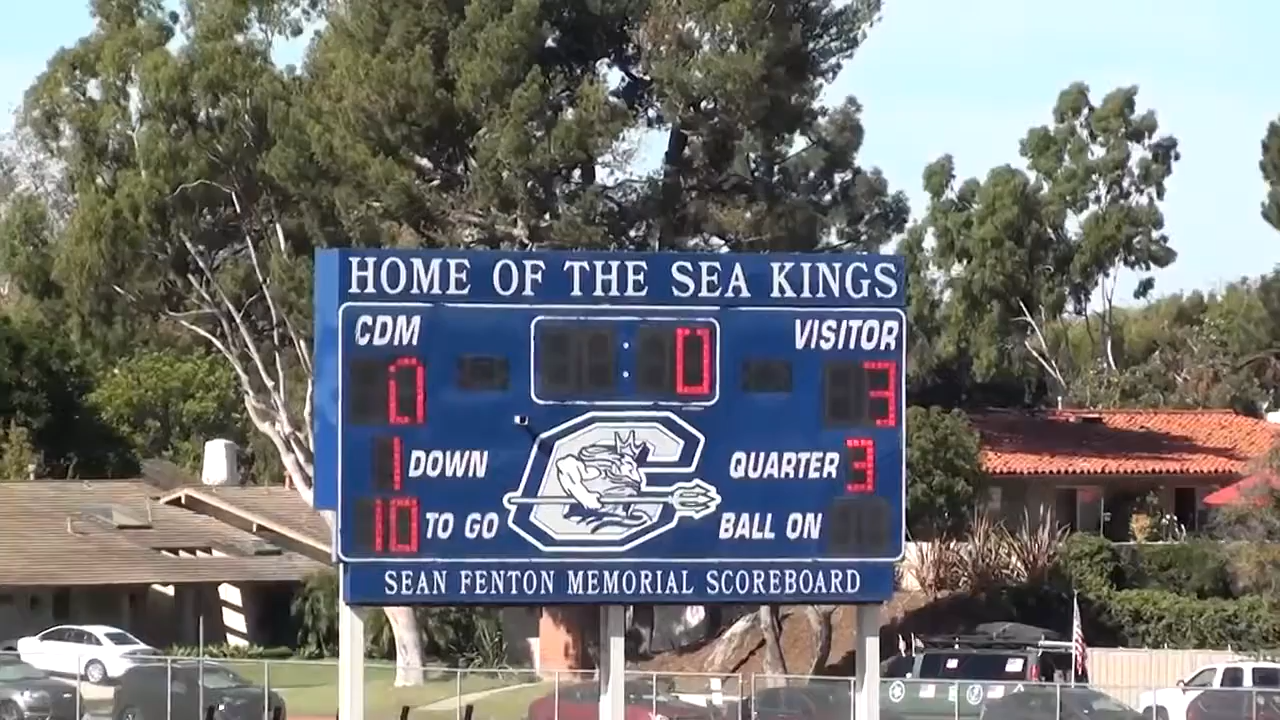 HOME OF THE SEA KINGS
CDM
: 0
VISITOR
0
3
1 DOWN
QUARTER 3
10 TO GO
C
BALL ON
SEAN FENTON MEMORIAL SCOREBOARD